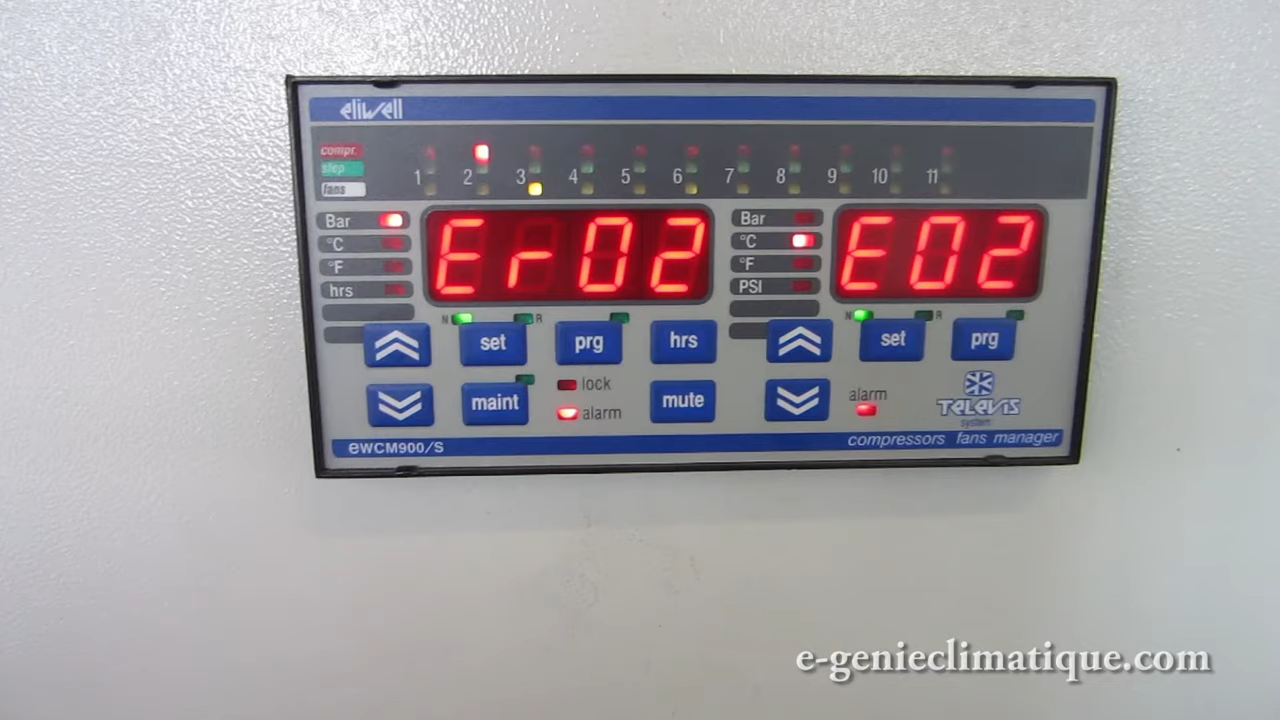 eliwell
compr.
step
fans
1 2 3 4 5 6 7 8 9 10 11
Bar
°C
°F
hrs
Er02
Bar
°C
°F
PSI
E02
N R
N R
set prg hrs
set prg
maint
lock
alarm
mute
alarm
TELEVIS
system
eWCM900/S
compressors fans manager
e-genieclimatique.com